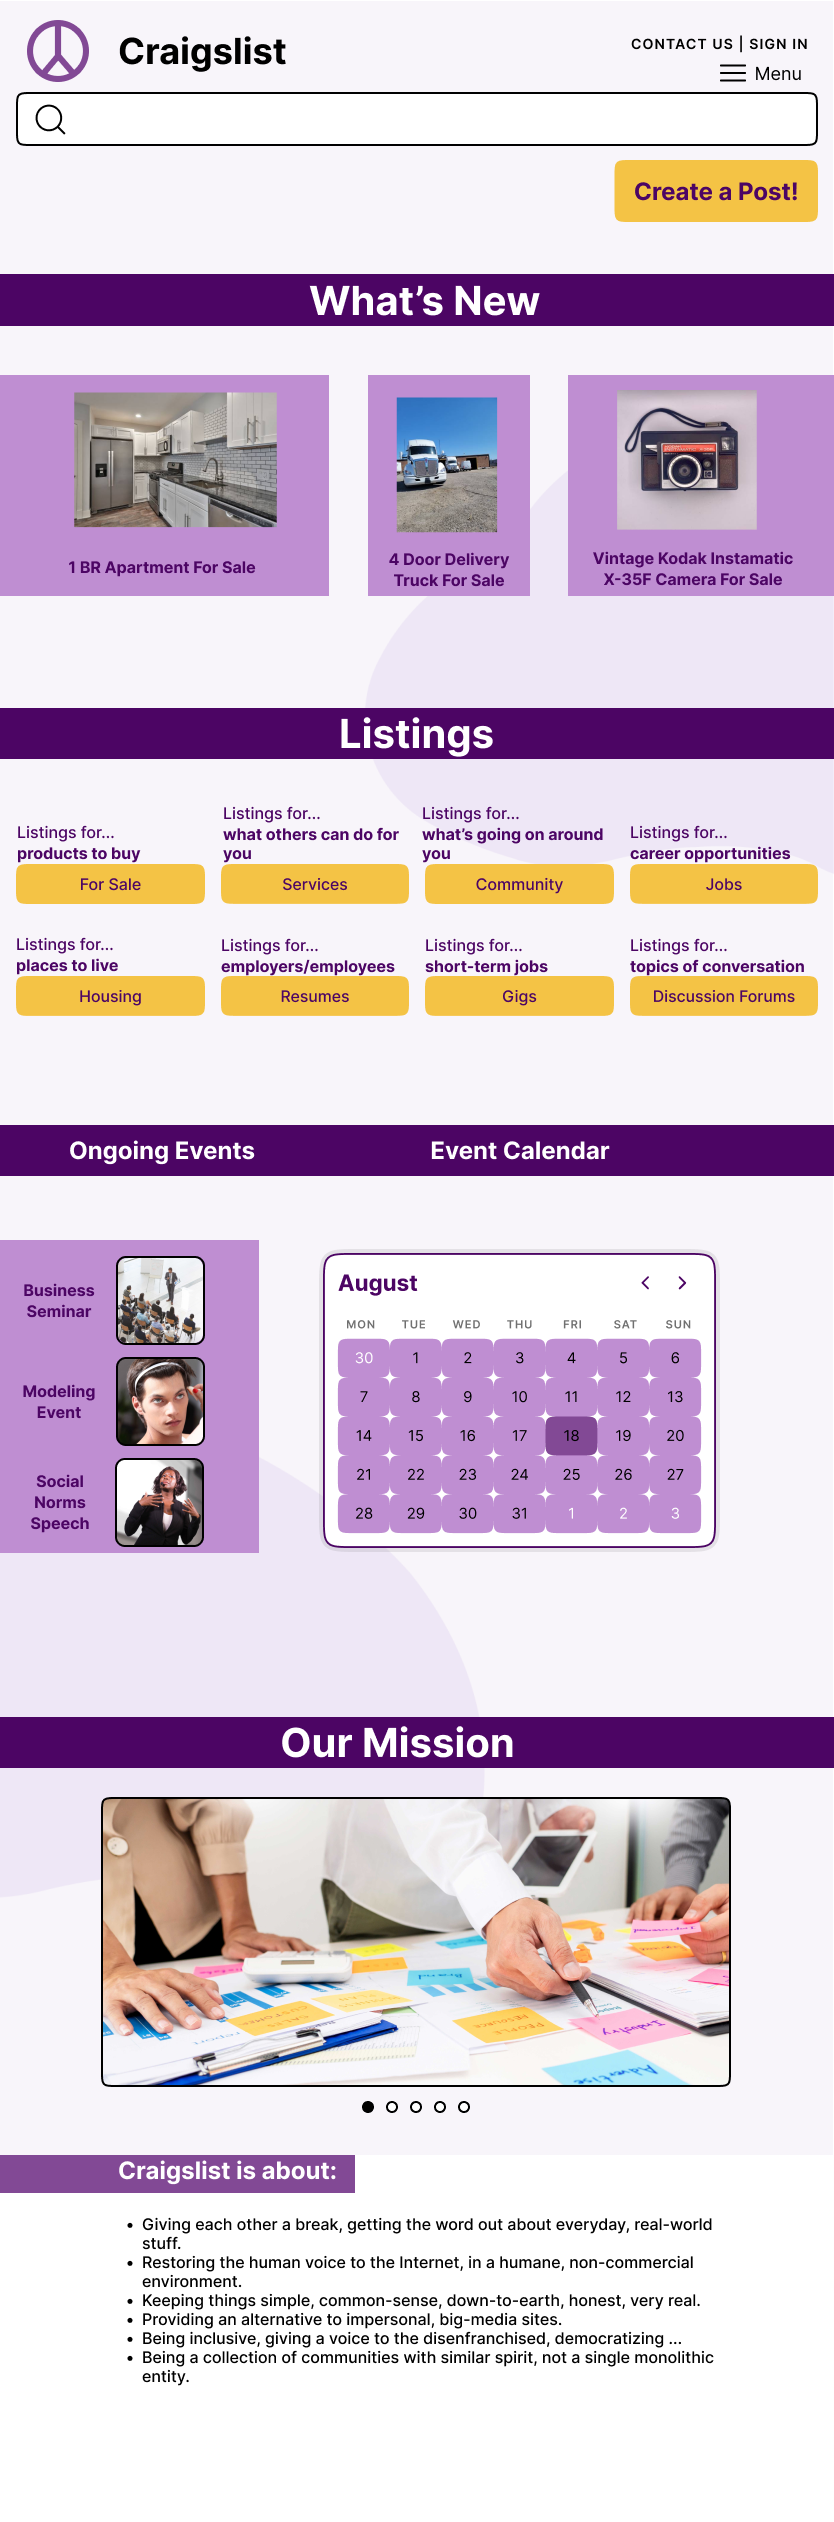 Craigslist
CONTACT US | SIGN IN
Menu
Create a Post!
What’s New
1 BR Apartment For Sale
4 Door Delivery
Truck For Sale
Vintage Kodak Instamatic
X-35F Camera For Sale
Listings
Listings for...
products to buy
For Sale
Listings for...
what others can do for
you
Services
Listings for...
what’s going on around
you
Community
Listings for...
career opportunities
Jobs
Listings for...
places to live
Housing
Listings for...
employers/employees
Resumes
Listings for...
short-term jobs
Gigs
Listings for...
topics of conversation
Discussion Forums
Ongoing Events
Event Calendar
Business
Seminar
Modeling
Event
Social
Norms
Speech
August
MON TUE WED THU FRI SAT SUN
30 1 2 3 4 5 6
7 8 9 10 11 12 13
14 15 16 17 18 19 20
21 22 23 24 25 26 27
28 29 30 31 1 2 3
Our Mission
Brand
PEOPLE
RESOURCE
Industry
Advertise
Craigslist is about:
• Giving each other a break, getting the word out about everyday, real-world
stuff.
• Restoring the human voice to the Internet, in a humane, non-commercial
environment.
• Keeping things simple, common-sense, down-to-earth, honest, very real.
• Providing an alternative to impersonal, big-media sites.
• Being inclusive, giving a voice to the disenfranchised, democratizing ...
• Being a collection of communities with similar spirit, not a single monolithic
entity.